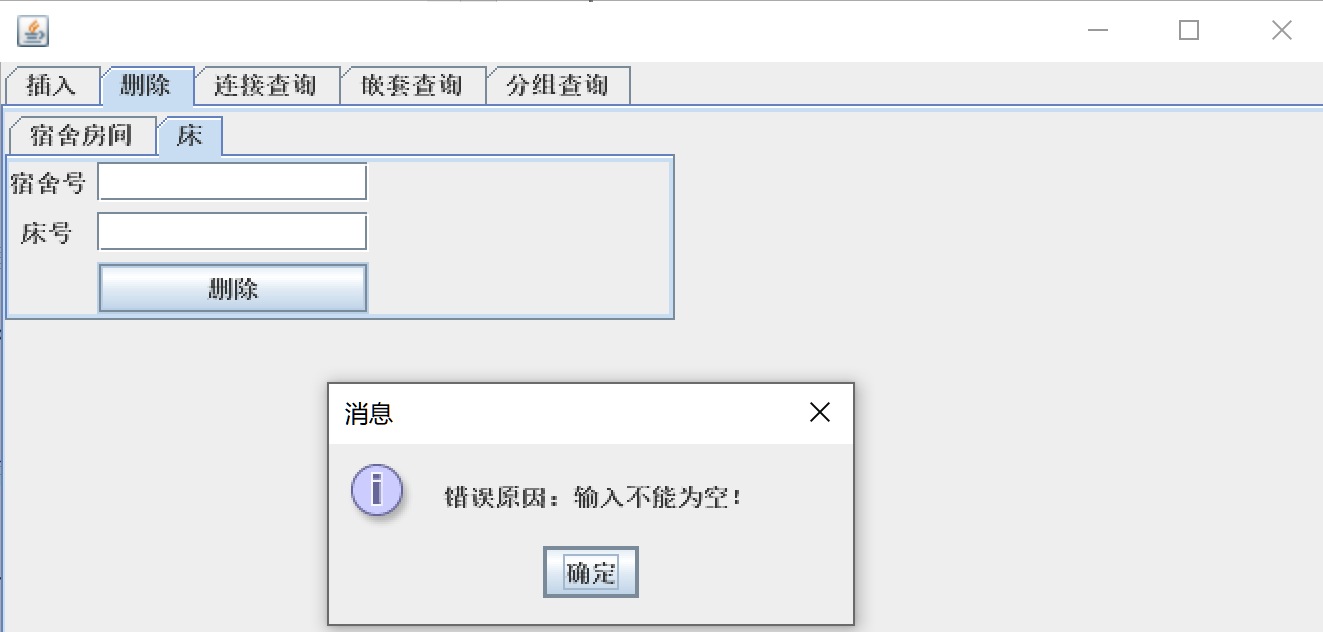 插入 删除 连接查询 嵌套查询 分组查询
宿舍房间 床
宿舍号
床号
删除
消息
错误原因：输入不能为空！
确定